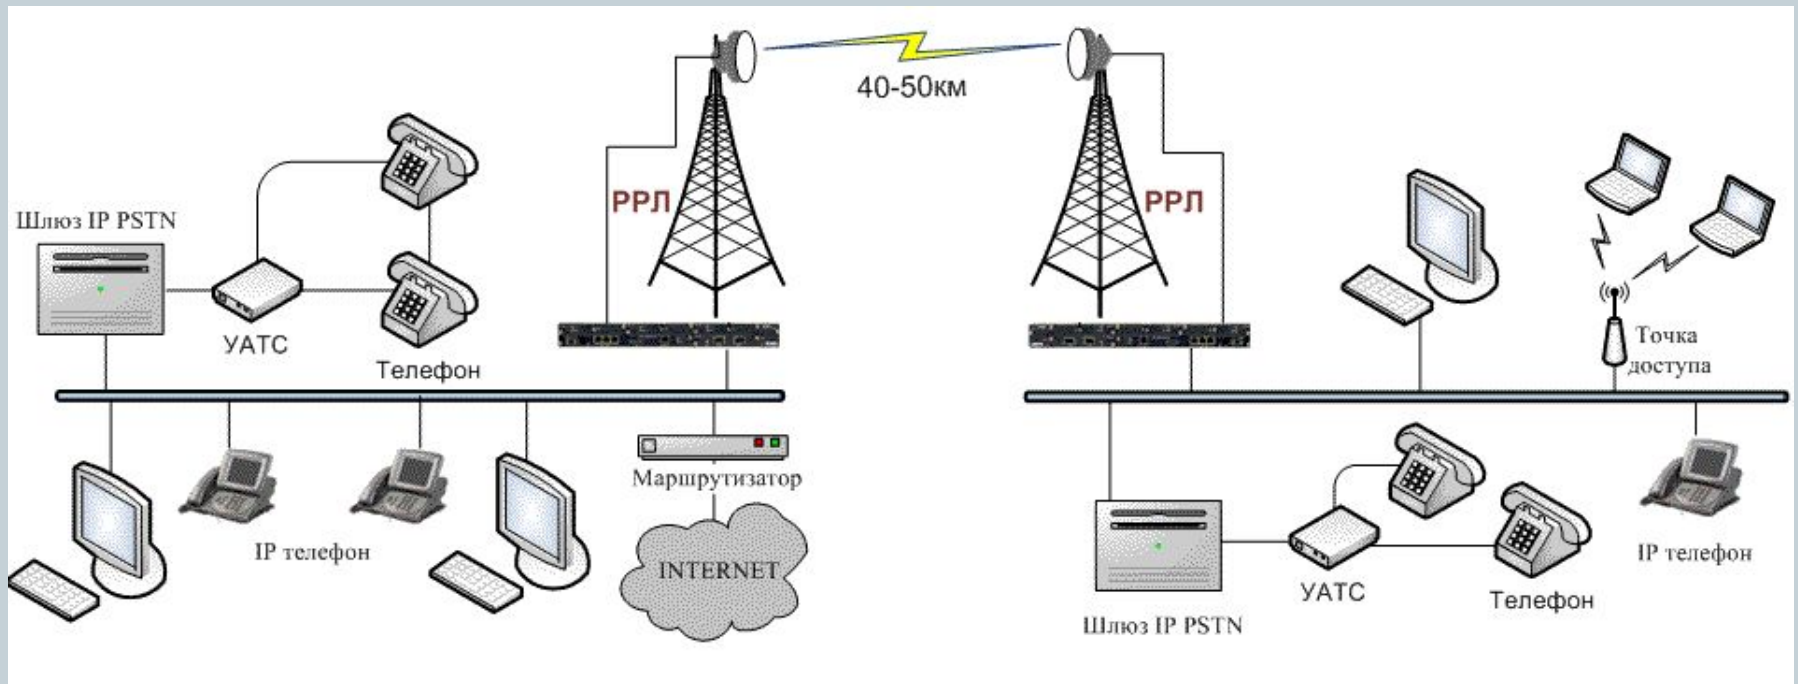 40-50км
РРЛ
РРЛ
Шлюз IP PSTN
УАТС
Телефон
Точка
доступа
Маршрутизатор
IP телефон
INTERNET
IP телефон
УАТС
Телефон
Шлюз IP PSTN